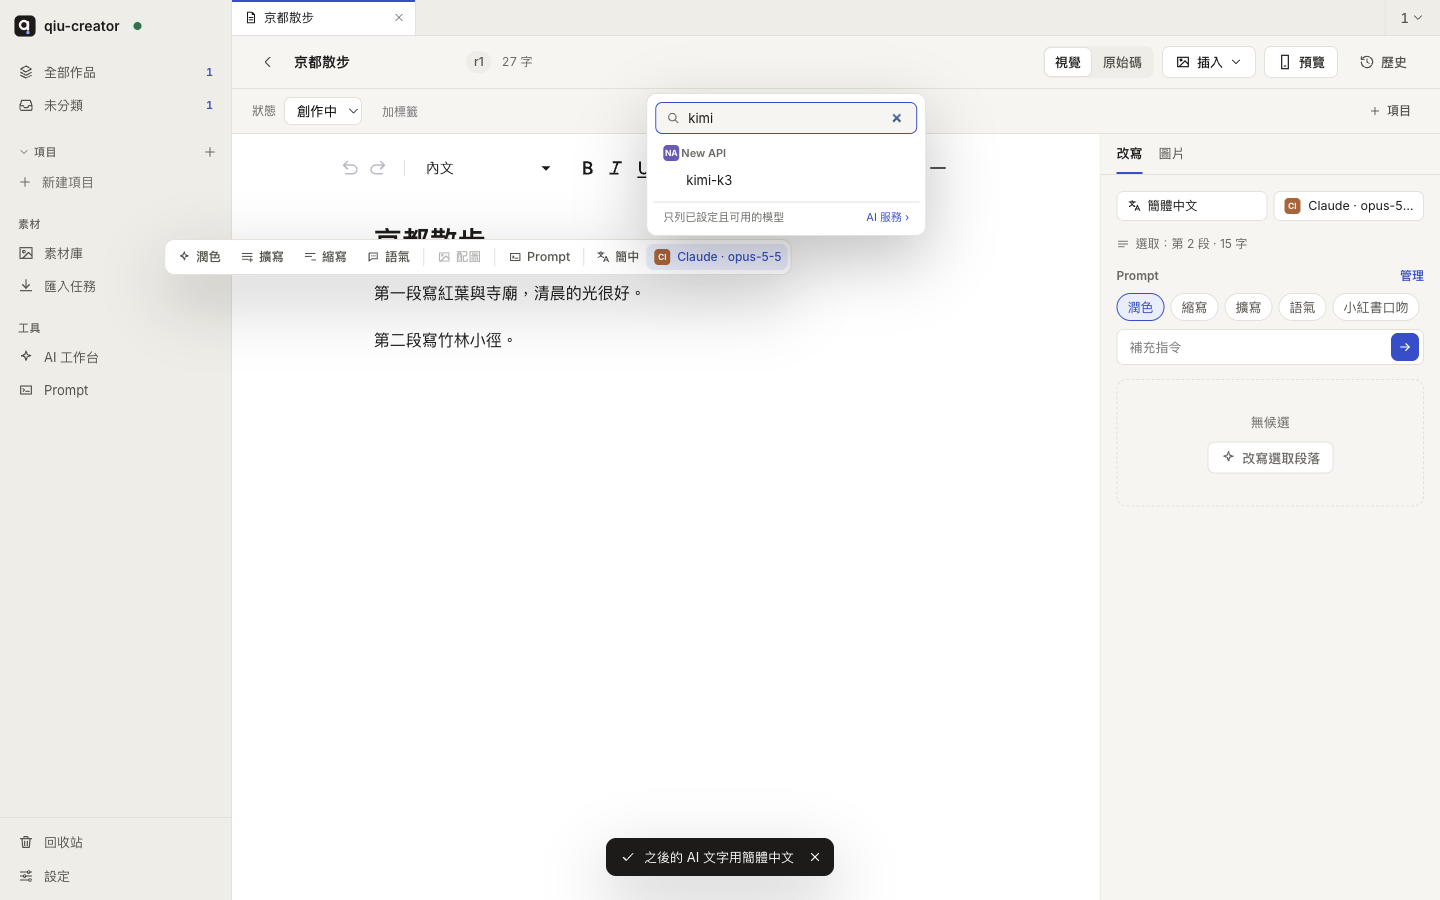 qiu-creator
全部作品 1
未分類 1
項目
新建項目
素材
素材庫
匯入任務
工具
AI 工作台
Prompt
回收站
設定
京都散步
1
京都散步
r1
27 字
視覺
原始碼
插入
預覽
歷史
狀態
創作中
加標籤
項目
kimi
NA New API
kimi-k3
只列已設定且可用的模型
AI 服務 ›
內文
B I U
京都散步
潤色
擴寫
縮寫
語氣
配圖
Prompt
簡中
CI Claude · opus-5-5
第一段寫紅葉與寺廟，清晨的光很好。
第二段寫竹林小徑。
改寫
圖片
簡體中文
CI Claude · opus-5...
選取：第 2 段 · 15 字
Prompt
管理
潤色
縮寫
擴寫
語氣
小紅書口吻
補充指令
無候選
改寫選取段落
之後的 AI 文字用簡體中文